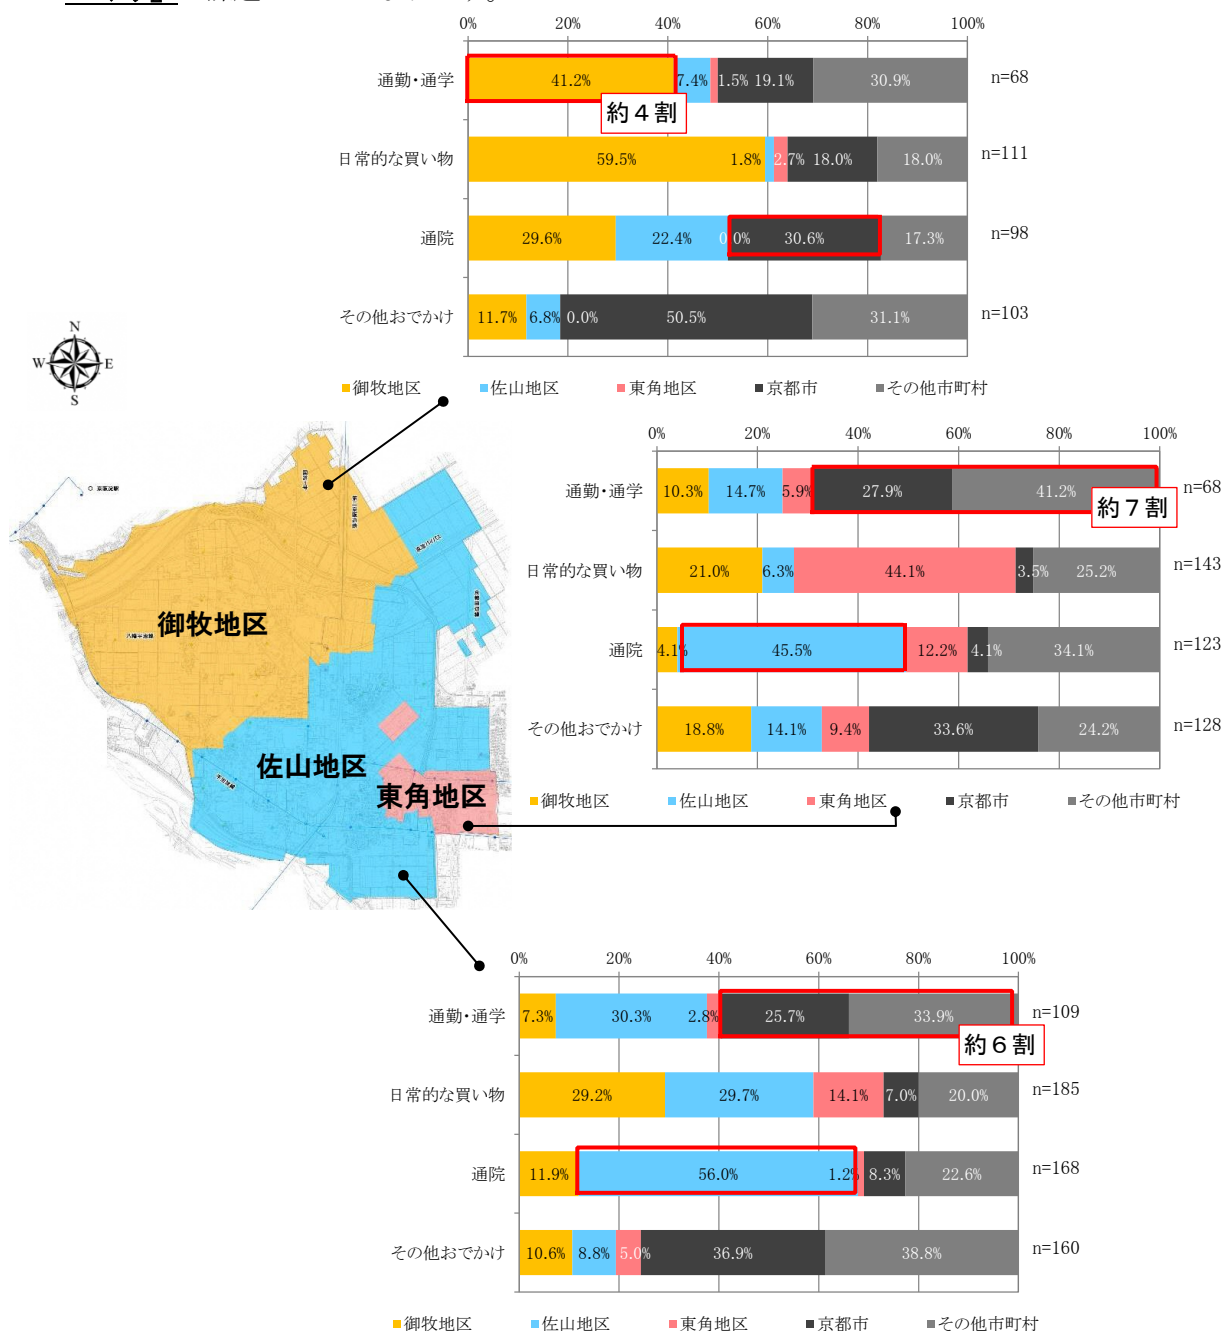 0% 20% 40% 60% 80% 100%
通勤・通学 41.2% 7.4% 1.5% 19.1% 30.9% n=68
約4割
日常的な買い物 59.5% 1.8% 2.7% 18.0% 18.0% n=111
通院 29.6% 22.4% 0.0% 30.6% 17.3% n=98
その他おでかけ 11.7% 6.8% 0.0% 50.5% 31.1% n=103
御牧地区 佐山地区 東角地区 京都市 その他市町村
N
W E
S
0% 20% 40% 60% 80% 100%
通勤・通学 10.3% 14.7% 5.9% 27.9% 41.2% n=68
約7割
日常的な買い物 21.0% 6.3% 44.1% 3.5% 25.2% n=143
通院 4.1% 45.5% 12.2% 4.1% 34.1% n=123
その他おでかけ 18.8% 14.1% 9.4% 33.6% 24.2% n=128
御牧地区 佐山地区 東角地区 京都市 その他市町村
御牧地区
佐山地区
東角地区
0% 20% 40% 60% 80% 100%
通勤・通学 7.3% 30.3% 2.8% 25.7% 33.9% n=109
約6割
日常的な買い物 29.2% 29.7% 14.1% 7.0% 20.0% n=185
通院 11.9% 56.0% 1.2% 8.3% 22.6% n=168
その他おでかけ 10.6% 8.8% 5.0% 36.9% 38.8% n=160
御牧地区 佐山地区 東角地区 京都市 その他市町村